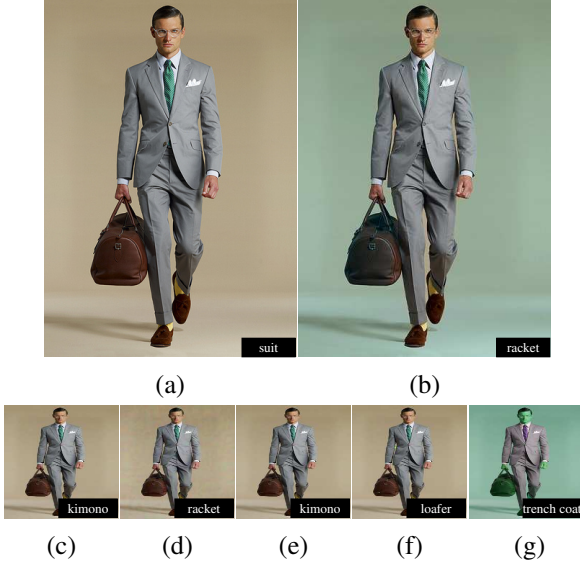 suit
racket
(a)
(b)
kimono
racket
kimono
loafer
trench coat
(c)
(d)
(e)
(f)
(g)